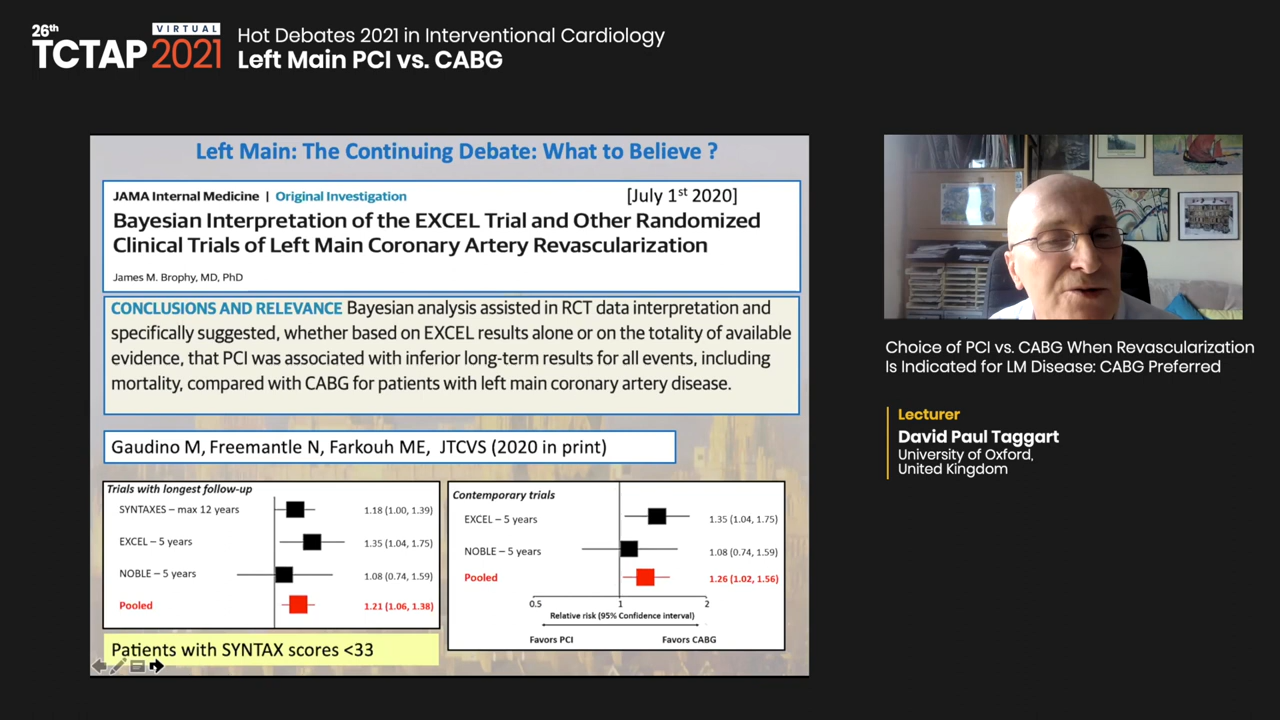 26th
VIRTUAL
TCTAP 2021
Hot Debates 2021 in Interventional Cardiology
Left Main PCI vs. CABG
Left Main: The Continuing Debate: What to Believe ?
JAMA Internal Medicine | Original Investigation
[July 1st 2020]
Bayesian Interpretation of the EXCEL Trial and Other Randomized
Clinical Trials of Left Main Coronary Artery Revascularization
James M. Brophy, MD, PhD
CONCLUSIONS AND RELEVANCE Bayesian analysis assisted in RCT data interpretation and
specifically suggested, whether based on EXCEL results alone or on the totality of available
evidence, that PCI was associated with inferior long-term results for all events, including
mortality, compared with CABG for patients with left main coronary artery disease.
Gaudino M, Freemantle N, Farkouh ME, JTCVS (2020 in print)
Trials with longest follow-up
SYNTAXES – max 12 years 1.18 (1.00, 1.39)
EXCEL – 5 years 1.35 (1.04, 1.75)
NOBLE – 5 years 1.08 (0.74, 1.59)
Pooled 1.21 (1.06, 1.38)
Patients with SYNTAX scores <33
Contemporary trials
EXCEL – 5 years 1.35 (1.04, 1.75)
NOBLE – 5 years 1.08 (0.74, 1.59)
Pooled 1.26 (1.02, 1.56)
0.5 1 2
Relative risk (95% Confidence interval)
Favors PCI Favors CABG
Choice of PCI vs. CABG When Revascularization
Is Indicated for LM Disease: CABG Preferred
Lecturer
David Paul Taggart
University of Oxford,
United Kingdom